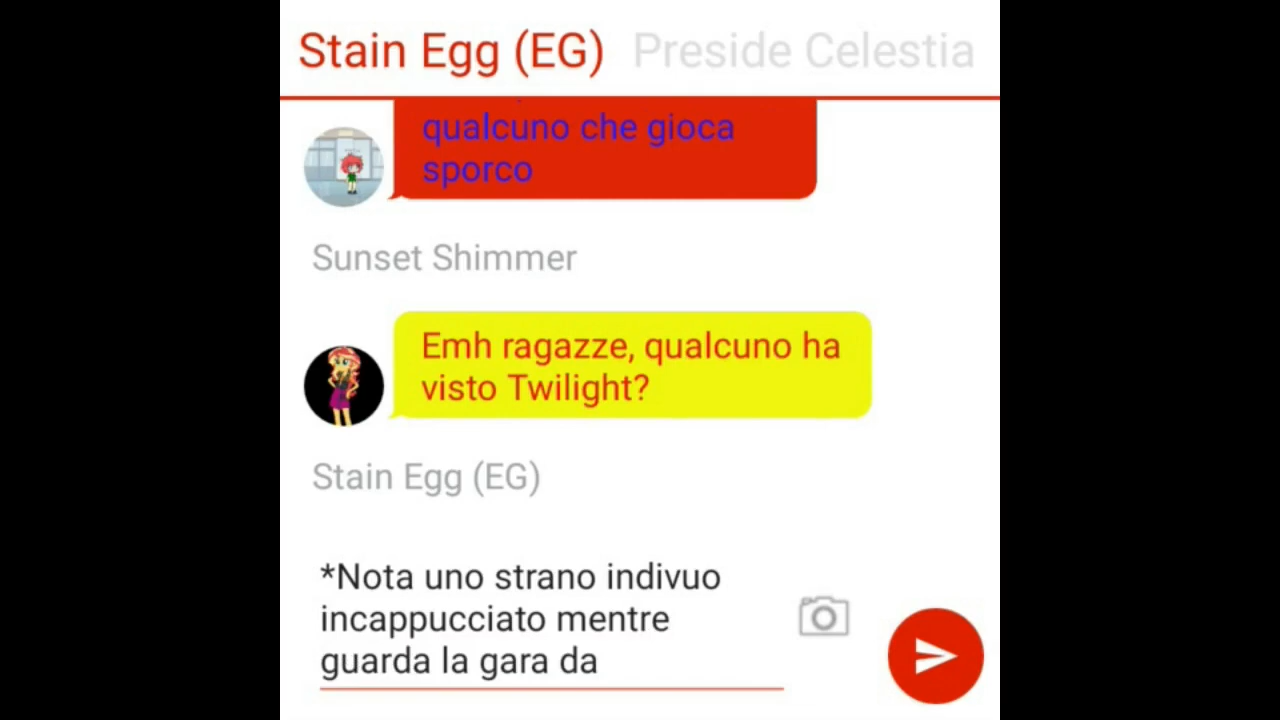 Stain Egg (EG) Preside Celestia
qualcuno che gioca
sporco
Sunset Shimmer
Emh ragazze, qualcuno ha
visto Twilight?
Stain Egg (EG)
*Nota uno strano indivuo
incappucciato mentre
guarda la gara da